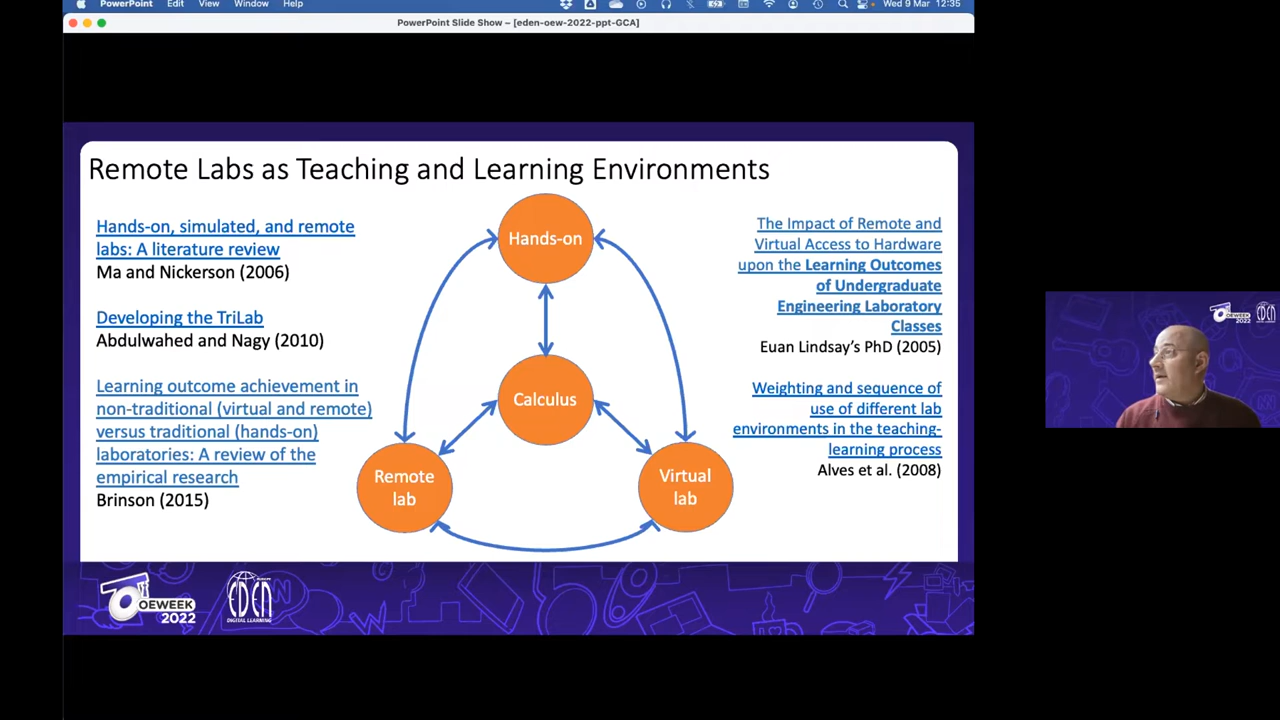 PowerPoint Edit View Window Help Wed 9 Mar 12:35
PowerPoint Slide Show – [eden-oew-2022-ppt-GCA]
Remote Labs as Teaching and Learning Environments
Hands-on, simulated, and remote
labs: A literature review
Ma and Nickerson (2006)
Developing the TriLab
Abdulwahed and Nagy (2010)
Learning outcome achievement in
non-traditional (virtual and remote)
versus traditional (hands-on)
laboratories: A review of the
empirical research
Brinson (2015)
Hands-on
Calculus
Remote
lab
Virtual
lab
The Impact of Remote and
Virtual Access to Hardware
upon the Learning Outcomes
of Undergraduate
Engineering Laboratory
Classes
Euan Lindsay’s PhD (2005)
Weighting and sequence of
use of different lab
environments in the teaching-
learning process
Alves et al. (2008)
OEWEEK
2022
EDEN
DIGITAL LEARNING
OEWEEK
2022
EDEN